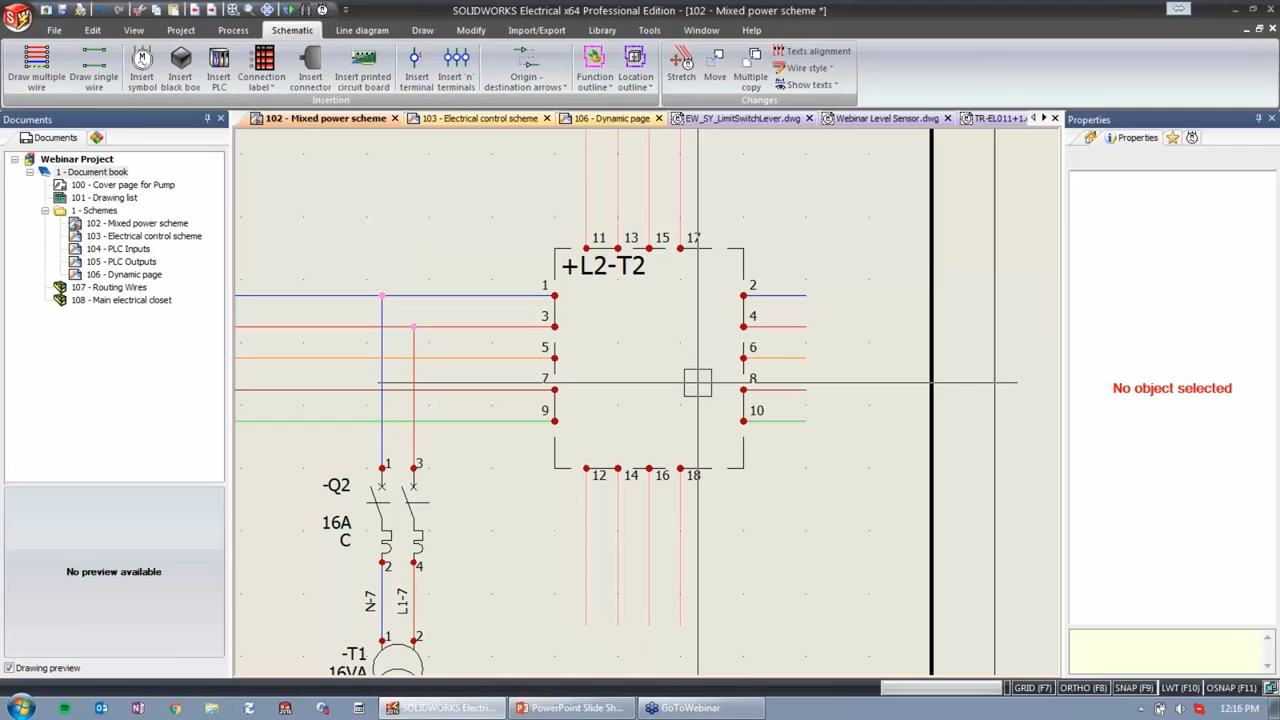 SOLIDWORKS Electrical x64 Professional Edition - [102 - Mixed power scheme *]
File Edit View Project Process Schematic Line diagram Draw Modify Import/Export Library Tools Window Help
Draw multiple wire
Draw single wire
Insert symbol
Insert black box
Insert PLC
Connection label
Insert connector
Insert printed circuit board
Insert terminal
Insert 'n' terminals
Origin - destination arrows
Function outline
Location outline
Stretch
Move
Multiple copy
Texts alignment
Wire style
Show texts
Insertion
Changes
Documents
102 - Mixed power scheme
103 - Electrical control scheme
106 - Dynamic page
EW_SY_LimitSwitchLever.dwg
Webinar Level Sensor.dwg
TR-EL011+1.
Properties
Documents
Properties
Webinar Project
1 - Document book
100 - Cover page for Pump
101 - Drawing list
1 - Schemes
102 - Mixed power scheme
103 - Electrical control scheme
104 - PLC Inputs
105 - PLC Outputs
106 - Dynamic page
107 - Routing Wires
108 - Main electrical closet
No preview available
Drawing preview
11 13 15 17
+L2-T2
1 2
3 4
5 6
7 8
9 10
12 14 16 18
1 3
-Q2
16A
C
2 4
N-7
L1-7
1 2
-T1
16VA
No object selected
GRID (F7) ORTHO (F8) SNAP (F9) LWT (F10) OSNAP (F11)
SOLIDWORKS Electri...
PowerPoint Slide Sh...
GoToWebinar
12:16 PM